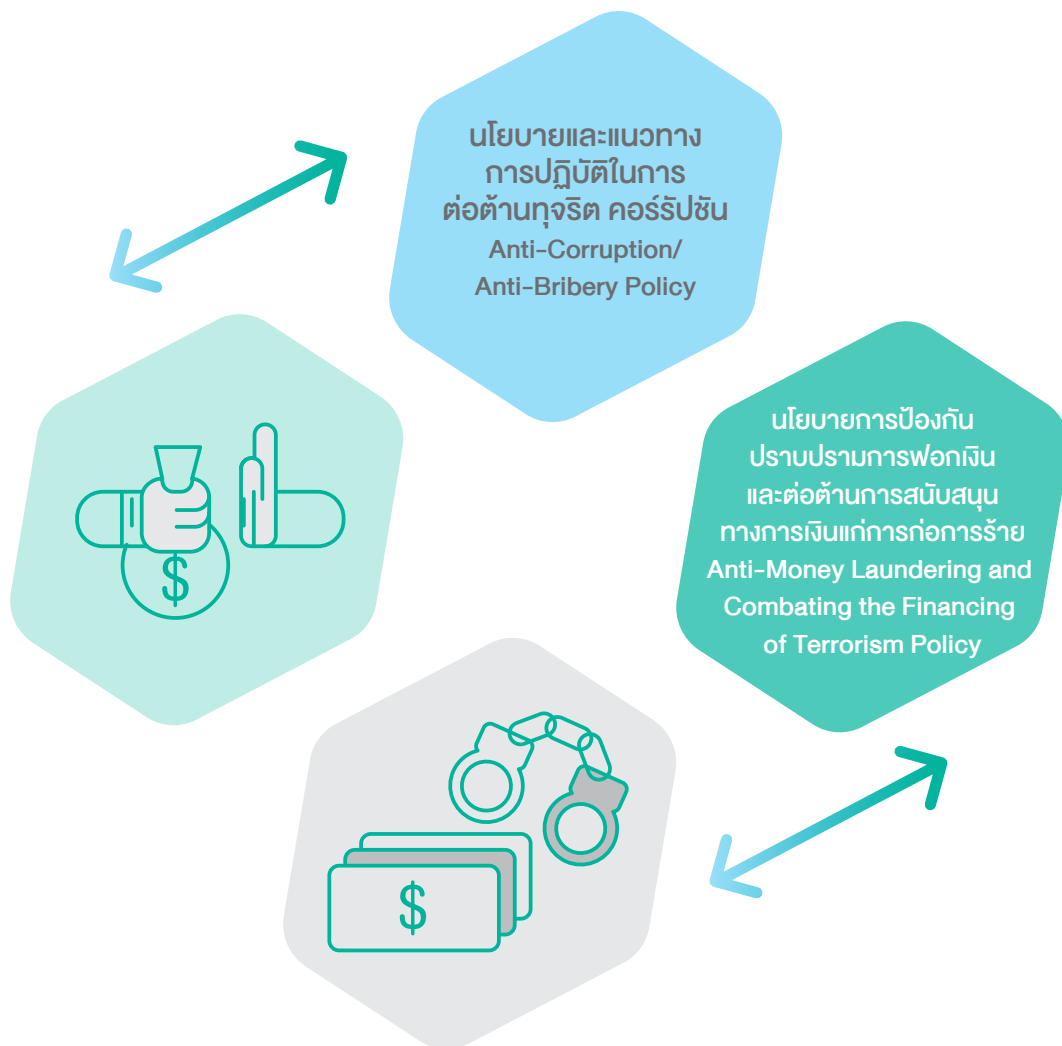 นโยบายและแนวทาง
การปฏิบัติในการ
ต่อต้านทุจริต คอร์รัปชัน
Anti-Corruption/
Anti-Bribery Policy
นโยบายการป้องกัน
ปราบปรามการฟอกเงิน
และต่อต้านการสนับสนุน
ทางการเงินแก่การก่อการร้าย
Anti-Money Laundering and
Combating the Financing
of Terrorism Policy
$
$